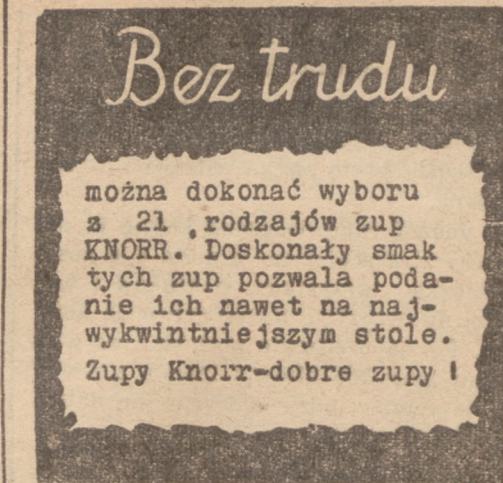 Bez trudu
można dokonać wyboru
z 21 rodzajów zup
KNORR. Doskonały smak
tych zup pozwala poda-
nie ich nawet na naj-
wykwintniejszym stole.
Zupy Knorr-dobre zupy !